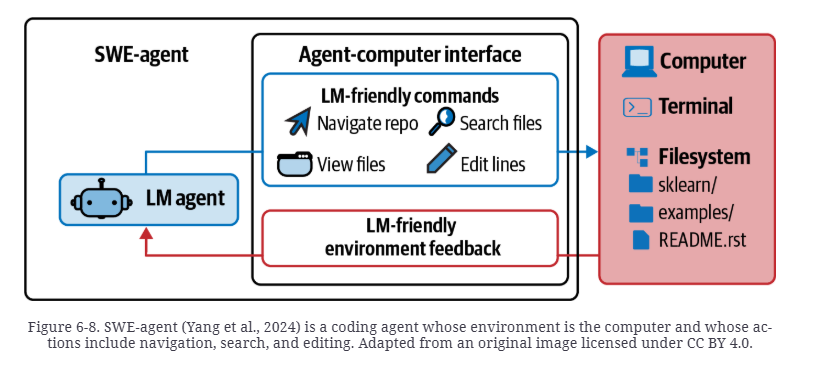 SWE-agent
Agent-computer interface
LM-friendly commands
Navigate repo
Search files
View files
Edit lines
LM agent
LM-friendly
environment feedback
Computer
Terminal
Filesystem
sklearn/
examples/
README.rst
Figure 6-8. SWE-agent (Yang et al., 2024) is a coding agent whose environment is the computer and whose ac-
tions include navigation, search, and editing. Adapted from an original image licensed under CC BY 4.0.